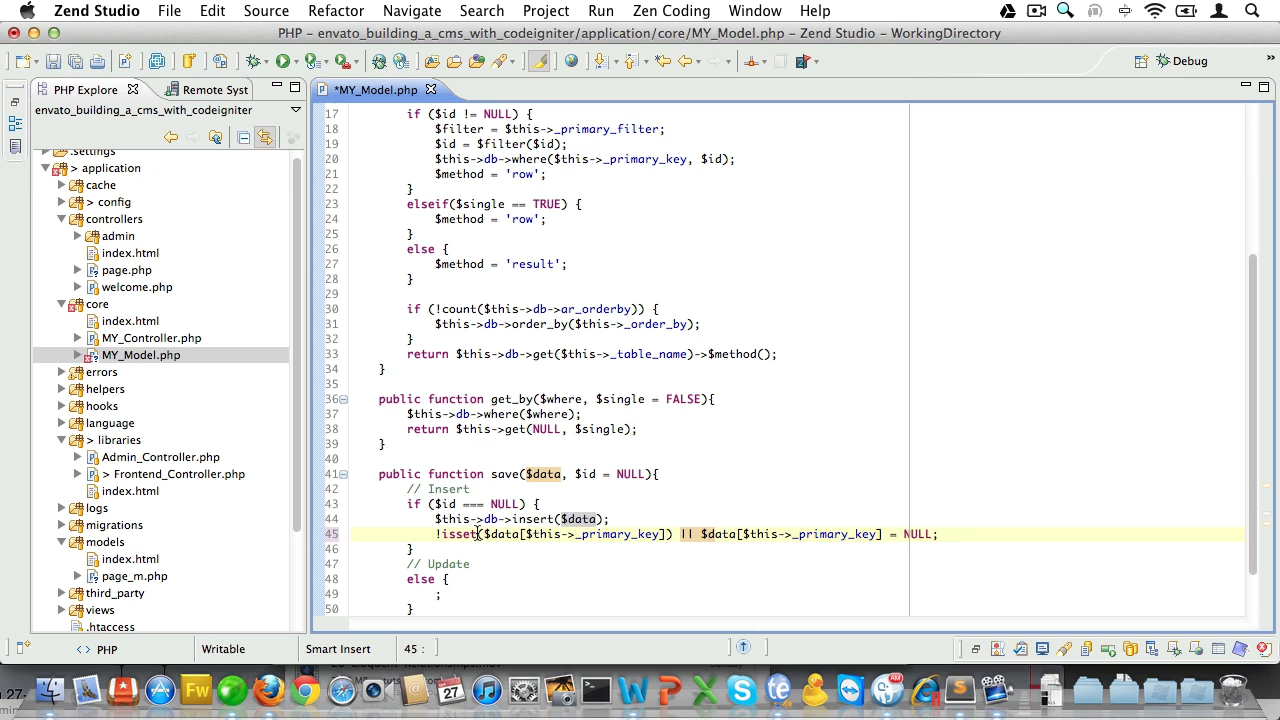 Zend Studio File Edit Source Refactor Navigate Search Project Run Zen Coding Window Help
PHP - envato_building_a_cms_with_codeigniter/application/core/MY_Model.php - Zend Studio - WorkingDirectory
Debug
PHP Explore
Remote Syst
envato_building_a_cms_with_codeigniter
.settings
> application
cache
> config
controllers
admin
index.html
page.php
welcome.php
core
index.html
MY_Controller.php
MY_Model.php
errors
helpers
hooks
language
> libraries
Admin_Controller.php
> Frontend_Controller.php
index.html
logs
migrations
models
index.html
page_m.php
third_party
views
.htaccess
*MY_Model.php
17 if ($id != NULL) {
18 $filter = $this->_primary_filter;
19 $id = $filter($id);
20 $this->db->where($this->_primary_key, $id);
21 $method = 'row';
22 }
23 elseif($single == TRUE) {
24 $method = 'row';
25 }
26 else {
27 $method = 'result';
28 }
29
30 if (!count($this->db->ar_orderby)) {
31 $this->db->order_by($this->_order_by);
32 }
33 return $this->db->get($this->_table_name)->$method();
34 }
35
36 public function get_by($where, $single = FALSE){
37 $this->db->where($where);
38 return $this->get(NULL, $single);
39 }
40
41 public function save($data, $id = NULL){
42 // Insert
43 if ($id === NULL) {
44 $this->db->insert($data);
45 !isset($data[$this->_primary_key]) || $data[$this->_primary_key] = NULL;
46 }
47 // Update
48 else {
49 ;
50 }
<> PHP
Writable
Smart Insert
45 :
27-